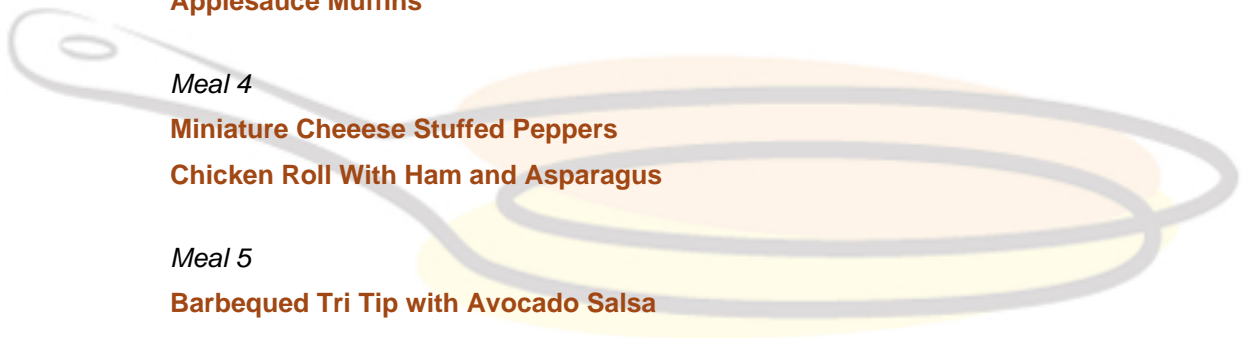 Applesauce Muffins
Meal 4
Miniature Cheeese Stuffed Peppers
Chicken Roll With Ham and Asparagus
Meal 5
Barbequed Tri Tip with Avocado Salsa